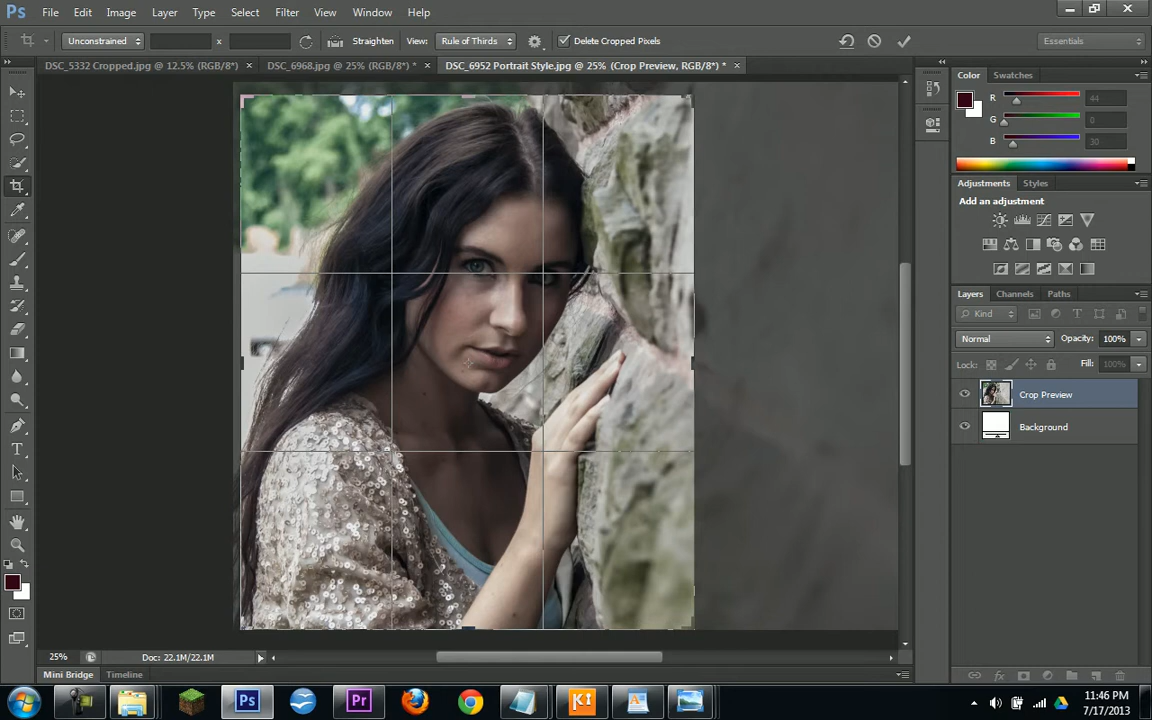 Ps File Edit Image Layer Type Select Filter View Window Help
Unconstrained x Straighten View: Rule of Thirds Delete Cropped Pixels Essentials
DSC_5332 Cropped.jpg @ 12.5% (RGB/8*) × DSC_6968.jpg @ 25% (RGB/8*) * × DSC_6952 Portrait Style.jpg @ 25% (Crop Preview, RGB/8*) * ×
Color Swatches
R 44
G 0
B 30
Adjustments Styles
Add an adjustment
Layers Channels Paths
Kind
Normal Opacity: 100%
Lock: Fill: 100%
Crop Preview
Background
25% Doc: 22.1M/22.1M
Mini Bridge Timeline
Ps Pr Ki
11:46 PM
7/17/2013